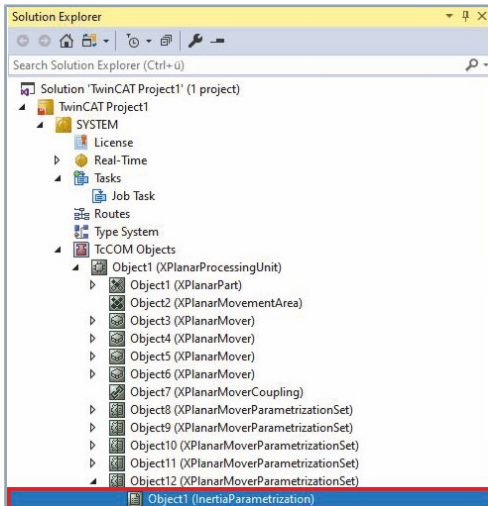 Solution Explorer
Search Solution Explorer (Ctrl+ü)
Solution 'TwinCAT Project1' (1 project)
TwinCAT Project1
SYSTEM
License
Real-Time
Tasks
Job Task
Routes
Type System
TcCOM Objects
Object1 (XPlanarProcessingUnit)
Object1 (XPlanarPart)
Object2 (XPlanarMovementArea)
Object3 (XPlanarMover)
Object4 (XPlanarMover)
Object5 (XPlanarMover)
Object6 (XPlanarMover)
Object7 (XPlanarMoverCoupling)
Object8 (XPlanarMoverParametrizationSet)
Object9 (XPlanarMoverParametrizationSet)
Object10 (XPlanarMoverParametrizationSet)
Object11 (XPlanarMoverParametrizationSet)
Object12 (XPlanarMoverParametrizationSet)
Object1 (InertiaParametrization)